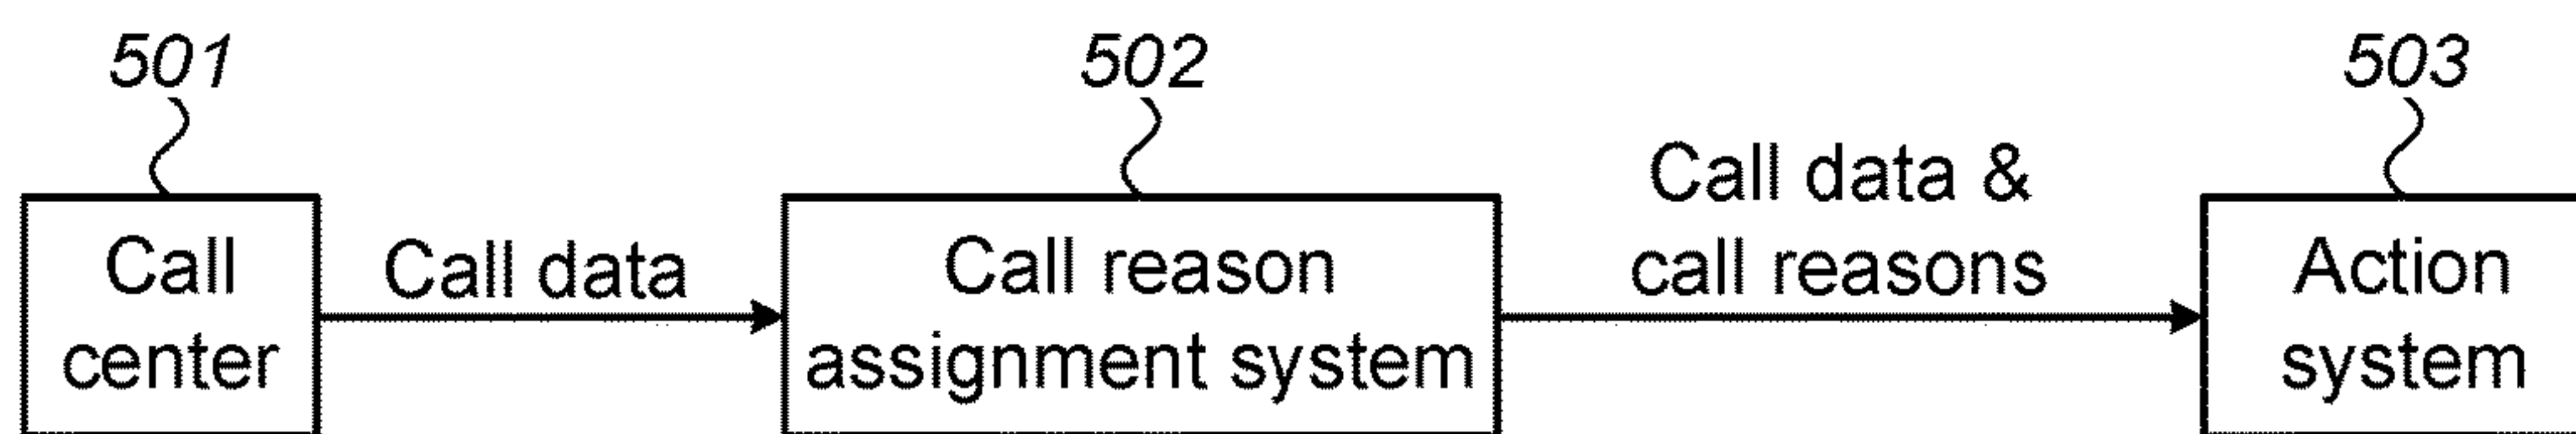 501
502
503
Call
center
Call data
Call reason
assignment system
Call data &
call reasons
Action
system